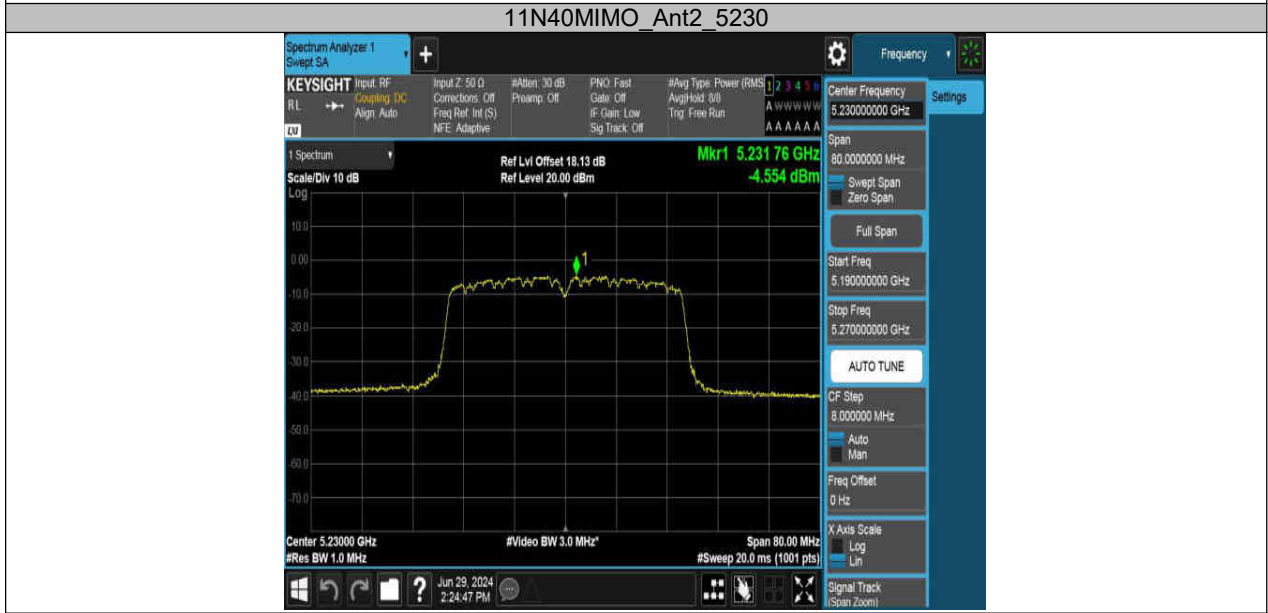 11N40MIMO_Ant2_5230
Spectrum Analyzer 1
Swept SA
+
Frequency
KEYSIGHT
RL
LXI
Input: RF
Coupling: DC
Align: Auto
Input Z: 50 Ω
Corrections: Off
Freq Ref: Int (S)
NFE: Adaptive
#Atten: 30 dB
Preamp: Off
PNO: Fast
Gate: Off
IF Gain: Low
Sig Track: Off
#Avg Type: Power (RMS
Avg|Hold: 8/8
Trig: Free Run
1 2 3 4 5 6
A W W W W W
A A A A A A
Center Frequency
5.230000000 GHz
Settings
1 Spectrum
Scale/Div 10 dB
Ref Lvl Offset 18.13 dB
Ref Level 20.00 dBm
Mkr1 5.231 76 GHz
-4.554 dBm
Span
80.0000000 MHz
Swept Span
Zero Span
Full Span
Start Freq
5.190000000 GHz
Stop Freq
5.270000000 GHz
AUTO TUNE
CF Step
8.000000 MHz
Auto
Man
Freq Offset
0 Hz
X Axis Scale
Log
Lin
Signal Track
(Span Zoom)
Log
10.0
0.00
-10.0
-20.0
-30.0
-40.0
-50.0
-60.0
-70.0
1
Center 5.23000 GHz
#Res BW 1.0 MHz
#Video BW 3.0 MHz*
Span 80.00 MHz
#Sweep 20.0 ms (1001 pts)
?
Jun 29, 2024
2:24:47 PM